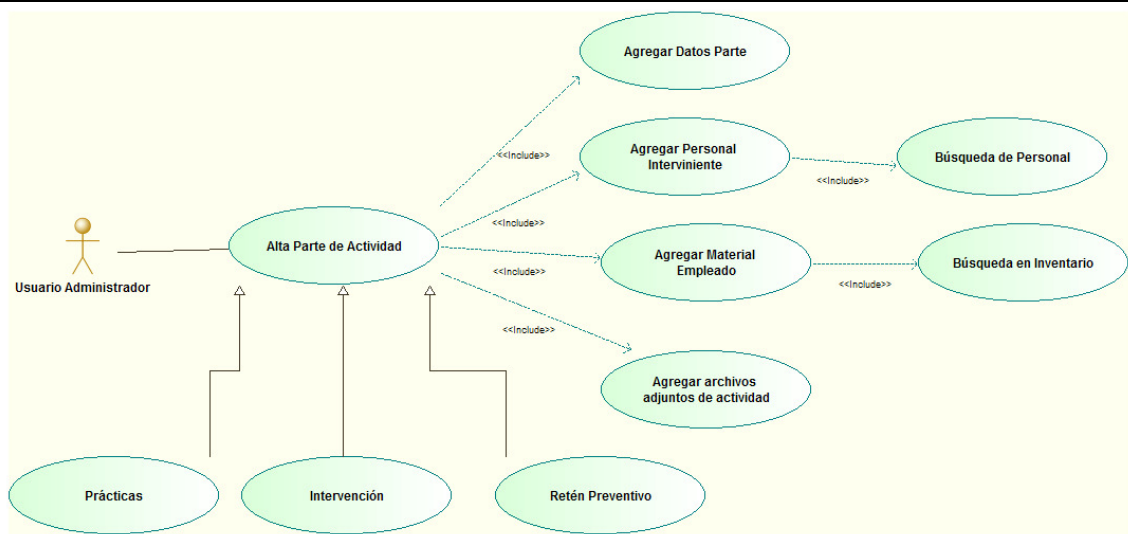 Agregar Datos Parte
<<Include>>
Agregar Personal
Interviniente
<<Include>>
Búsqueda de Personal
<<Include>>
Usuario Administrador
Alta Parte de Actividad
<<Include>>
Agregar Material
Empleado
<<Include>>
Búsqueda en Inventario
<<Include>>
Agregar archivos
adjuntos de actividad
Prácticas
Intervención
Retén Preventivo